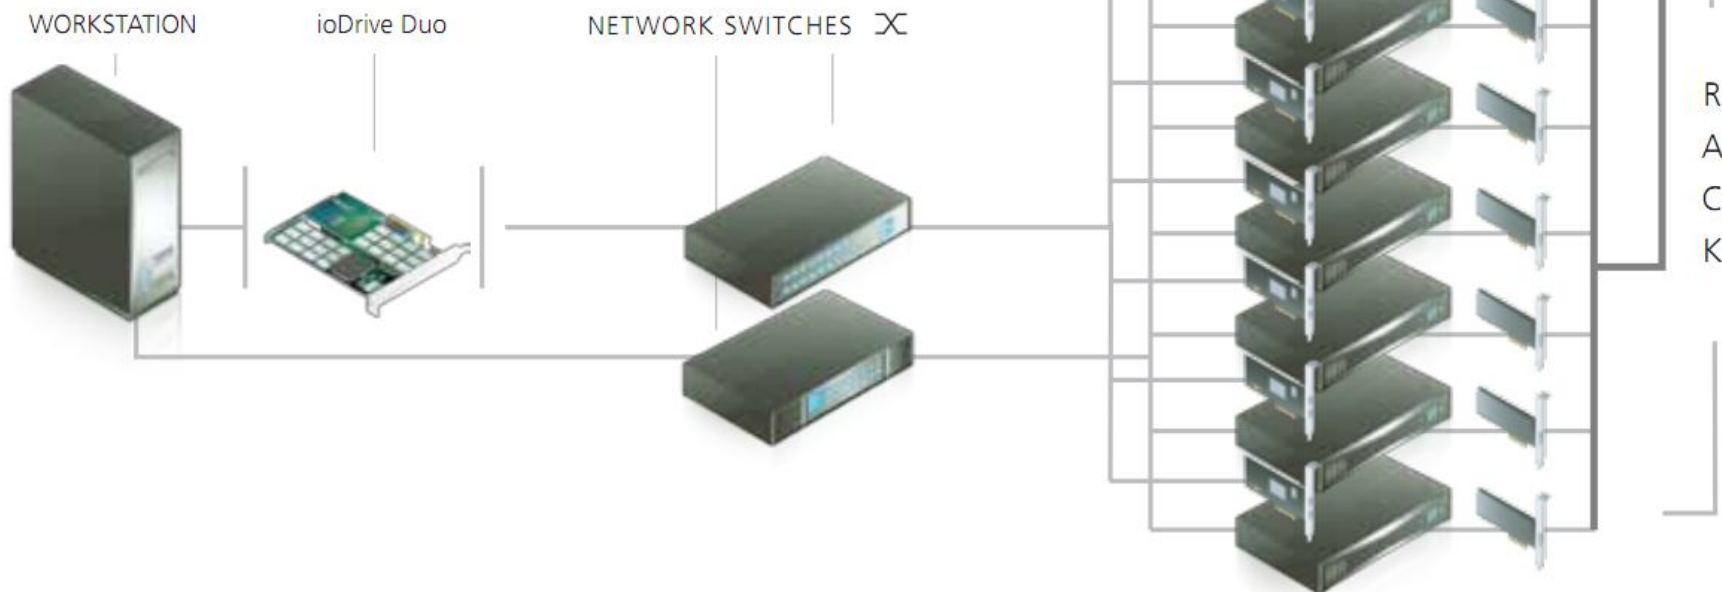 WORKSTATION
ioDrive Duo
NETWORK SWITCHES
R
A
C
K